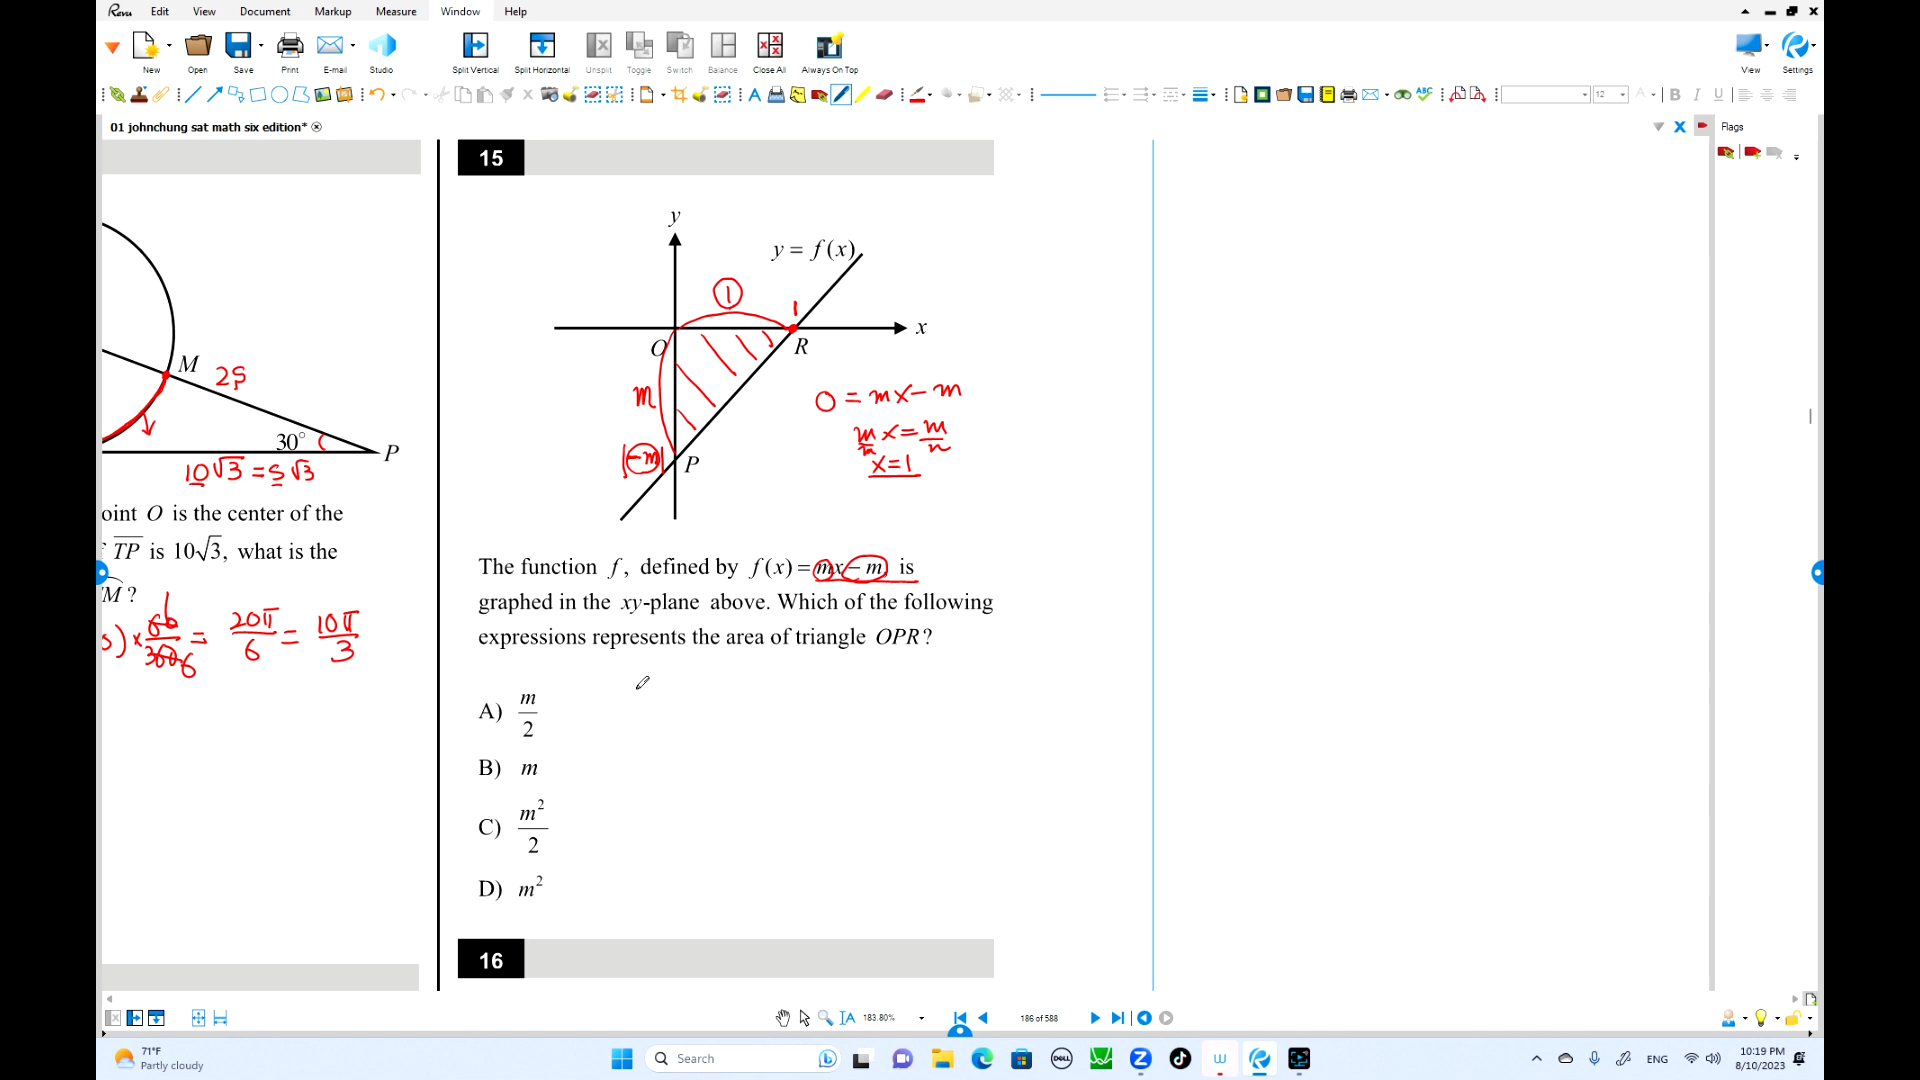 Revu Edit View Document Markup Measure Window Help
New Open Save Print E-mail Studio Split Vertical Split Horizontal Unsplit Toggle Switch Balance Close All Always On Top View Settings
12
01 johnchung sat math six edition*
Flags
M
25
30°
P
10√3 = 5√3
oint O is the center of the
TP is 10√3, what is the
M ?
= 20π/6 = 10π/3
15
y
y = f(x)
1
1
x
O
R
m
0 = mx - m
m/m x = m/m
x = 1
|-m|
P
The function f, defined by f(x) = mx - m is
graphed in the xy-plane above. Which of the following
expressions represents the area of triangle OPR?
A) m/2
B) m
C) m²/2
D) m²
16
183.80%
186 of 588
71°F
Partly cloudy
Search
DELL
ENG
10:19 PM
8/10/2023